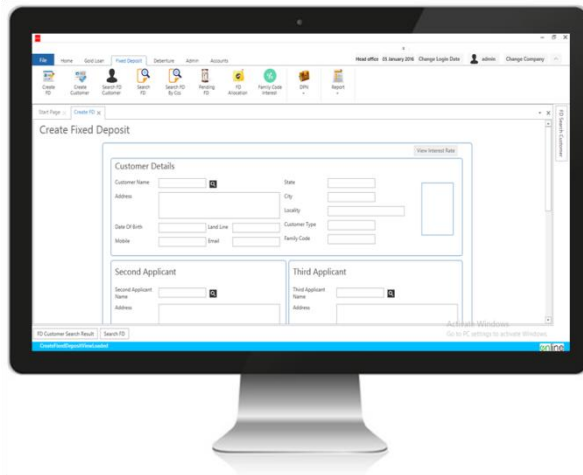 File Home Gold Loan Fixed Deposit Debenture Admin Accounts Head office 03 January 2016 Change Login Date admin Change Company
Create FD
Create Customer
Search FD Customer
Search FD
Search FD By Col.
Pending FD
FD Allocation
Family Code Interest
DPN
Report
Start Page Create FD
FD Search Customer
Create Fixed Deposit
View Interest Rate
Customer Details
Customer Name
State
Address
City
Locality
Date Of Birth Land Line
Customer Type
Mobile Email
Family Code
Second Applicant
Third Applicant
Second Applicant Name
Third Applicant Name
Address
Address
Activate Windows
Go to PC settings to activate Windows.
FD Customer Search Result Search FD
CreateFixedDepositViewLoaded
online